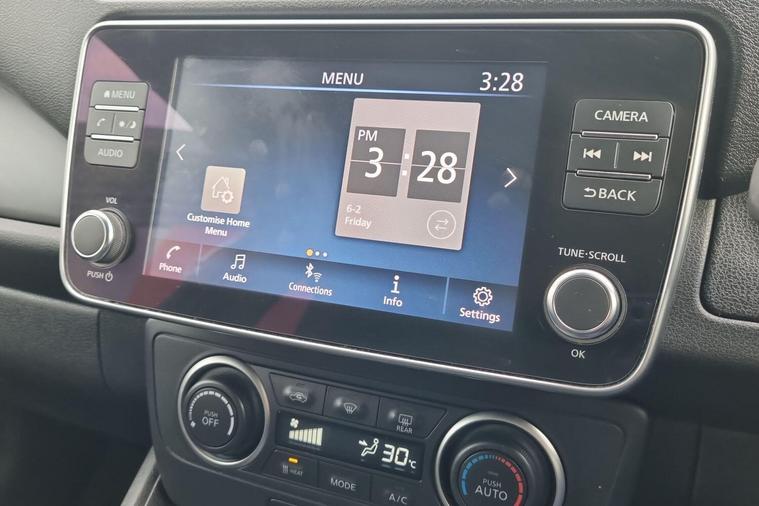 MENU 3:28
MENU
AUDIO
VOL
PUSH
PM
3:28
6-2
Friday
Customise Home
Menu
Phone
Audio
Connections
Info
Settings
CAMERA
BACK
TUNE·SCROLL
OK
PUSH
OFF
REAR
30°C
HEAT
MODE
A/C
PUSH
AUTO